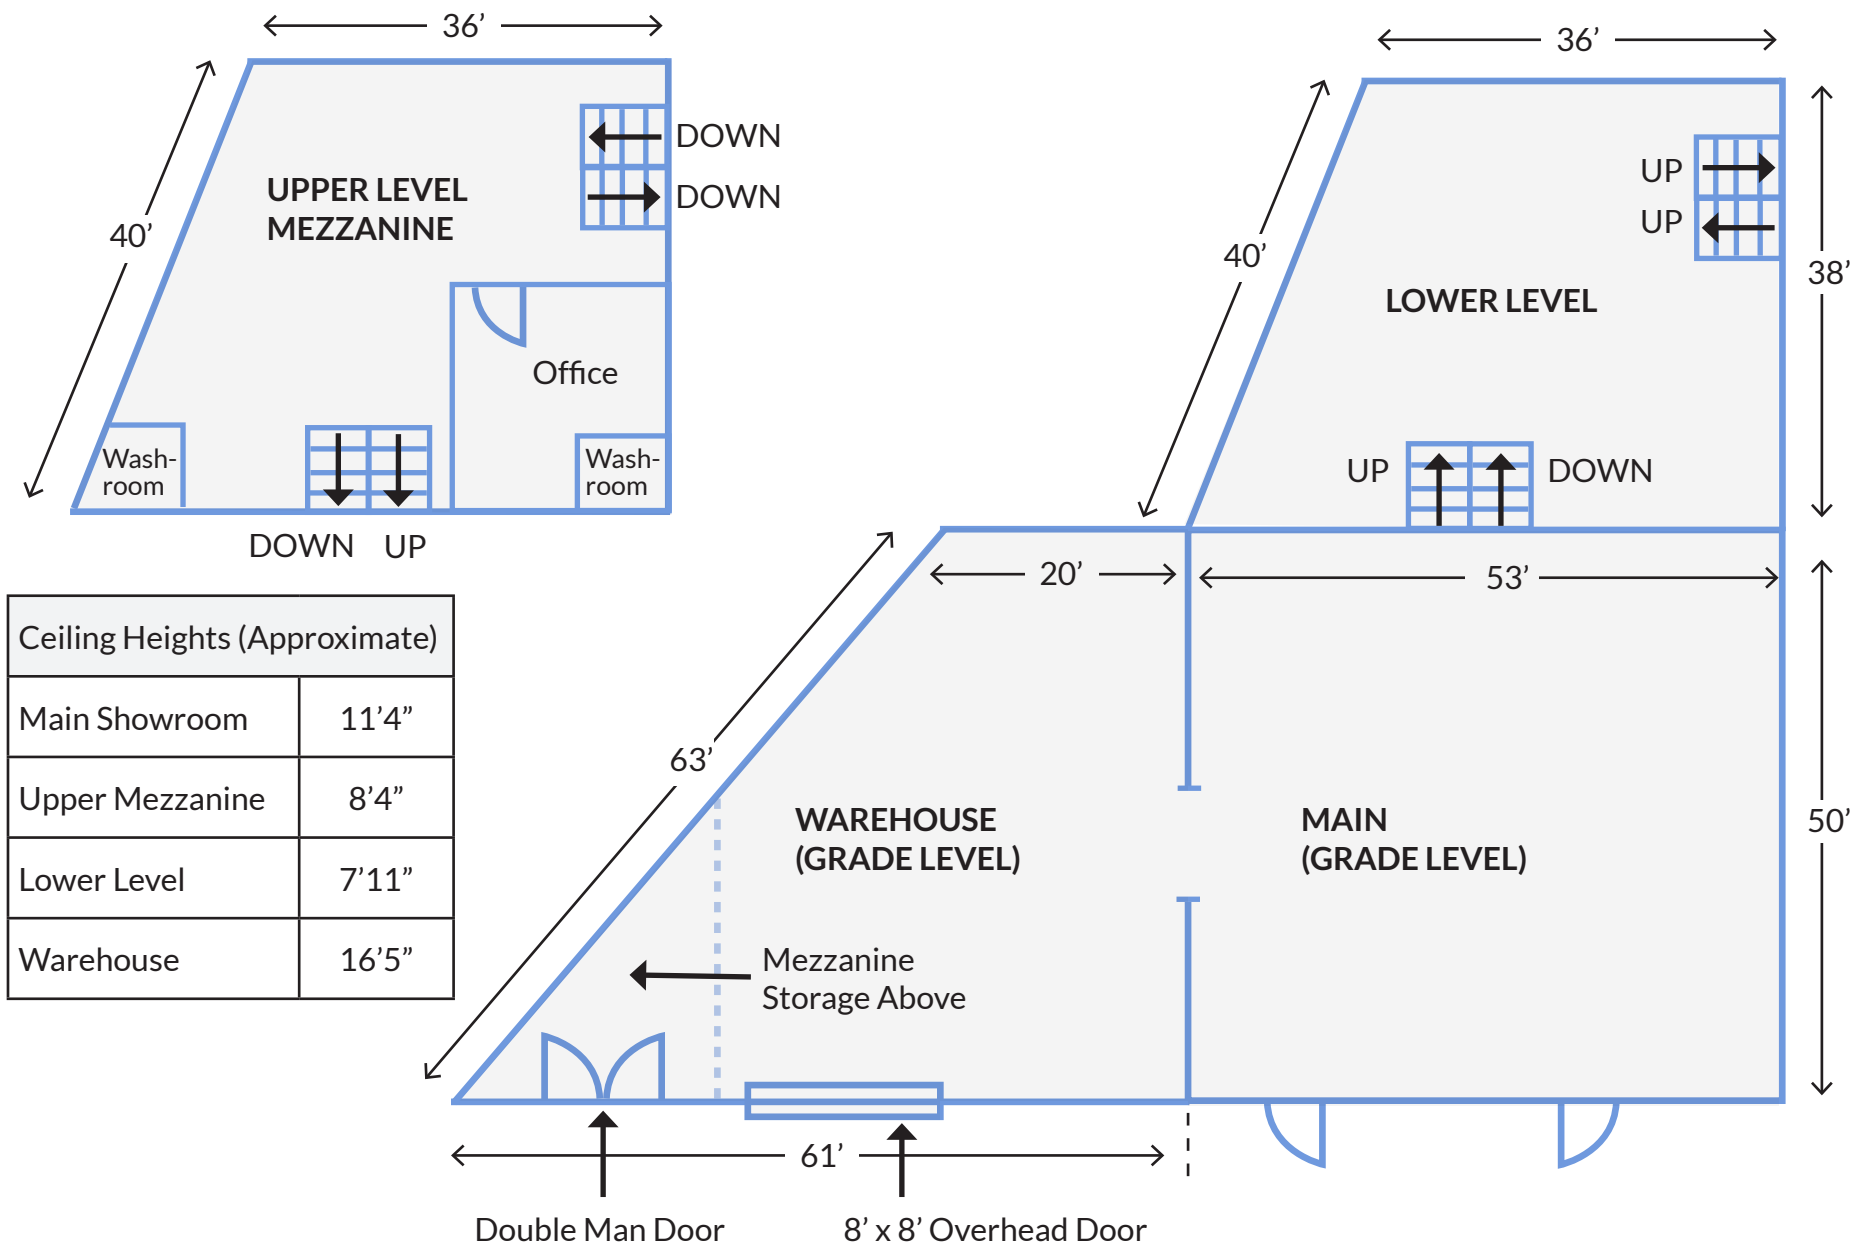 36’
40’
UPPER LEVEL
MEZZANINE
DOWN
DOWN
Office
Wash-
room
Wash-
room
DOWN UP
36’
40’
UP
UP
38’
LOWER LEVEL
UP DOWN
20’
53’
63’
WAREHOUSE
(GRADE LEVEL)
MAIN
(GRADE LEVEL)
50’
Mezzanine
Storage Above
61’
Double Man Door
8’ x 8’ Overhead Door
Ceiling Heights (Approximate)
Main Showroom 11’4”
Upper Mezzanine 8’4”
Lower Level 7’11”
Warehouse 16’5”